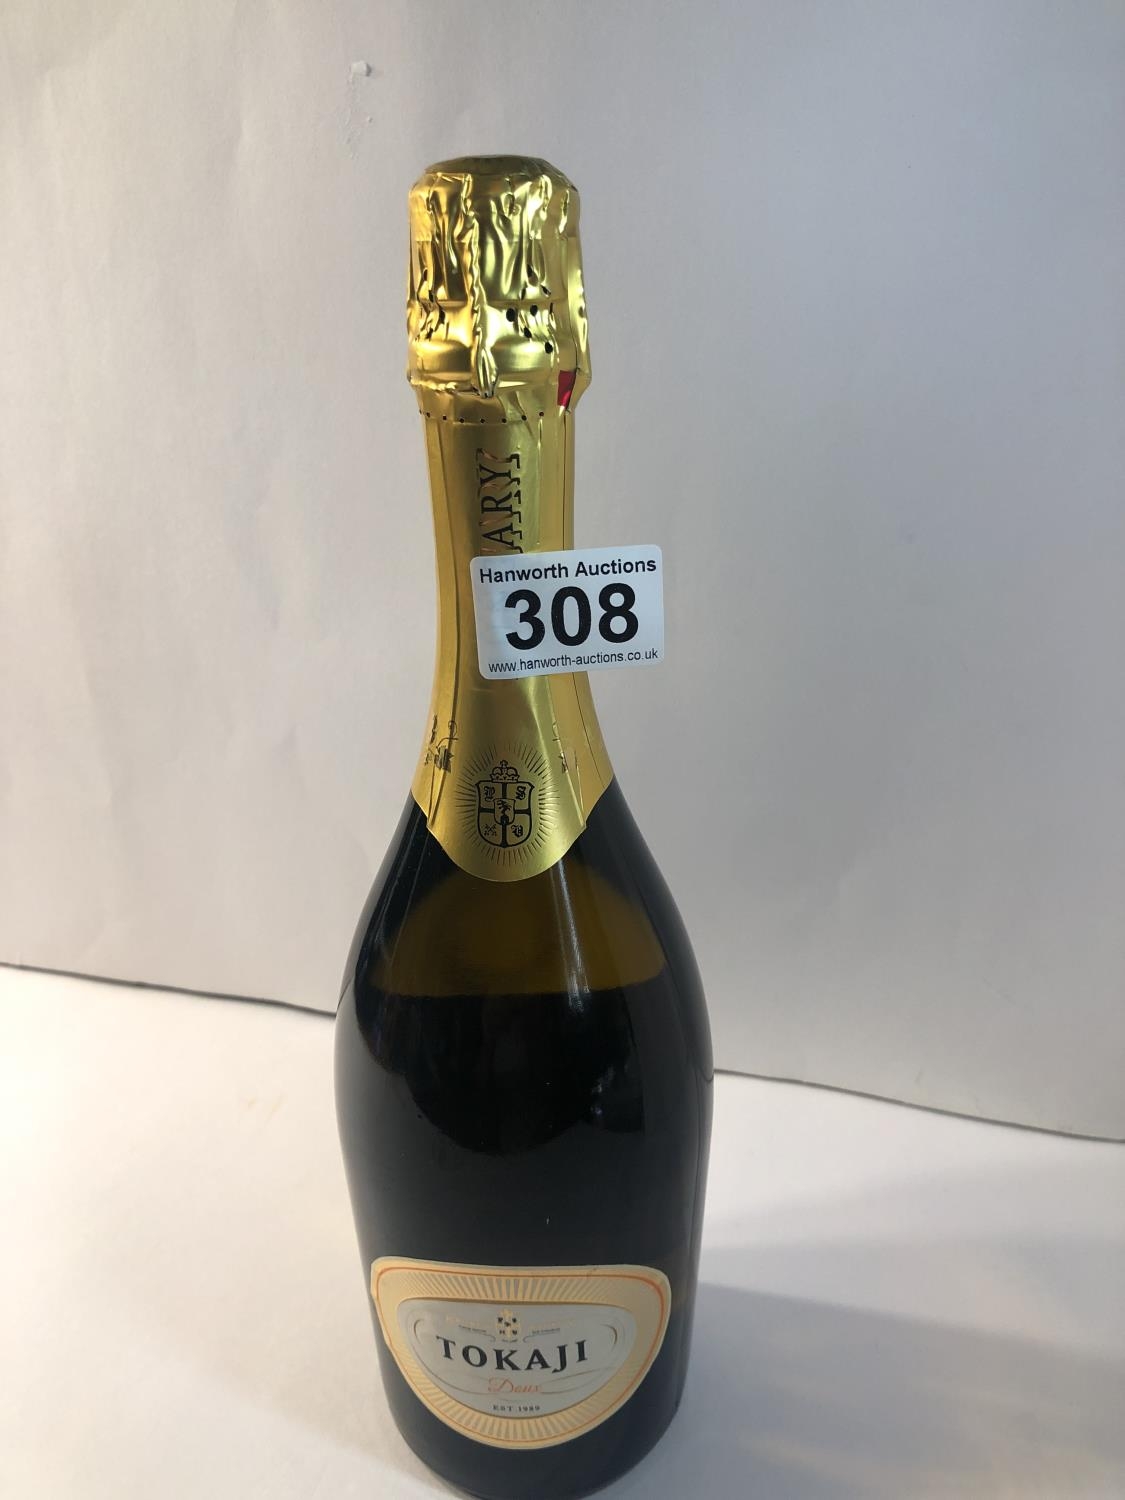 ARY
Hanworth Auctions
308
www.hanworth-auctions.co.uk
TOKAJI
Doux
EST.1989